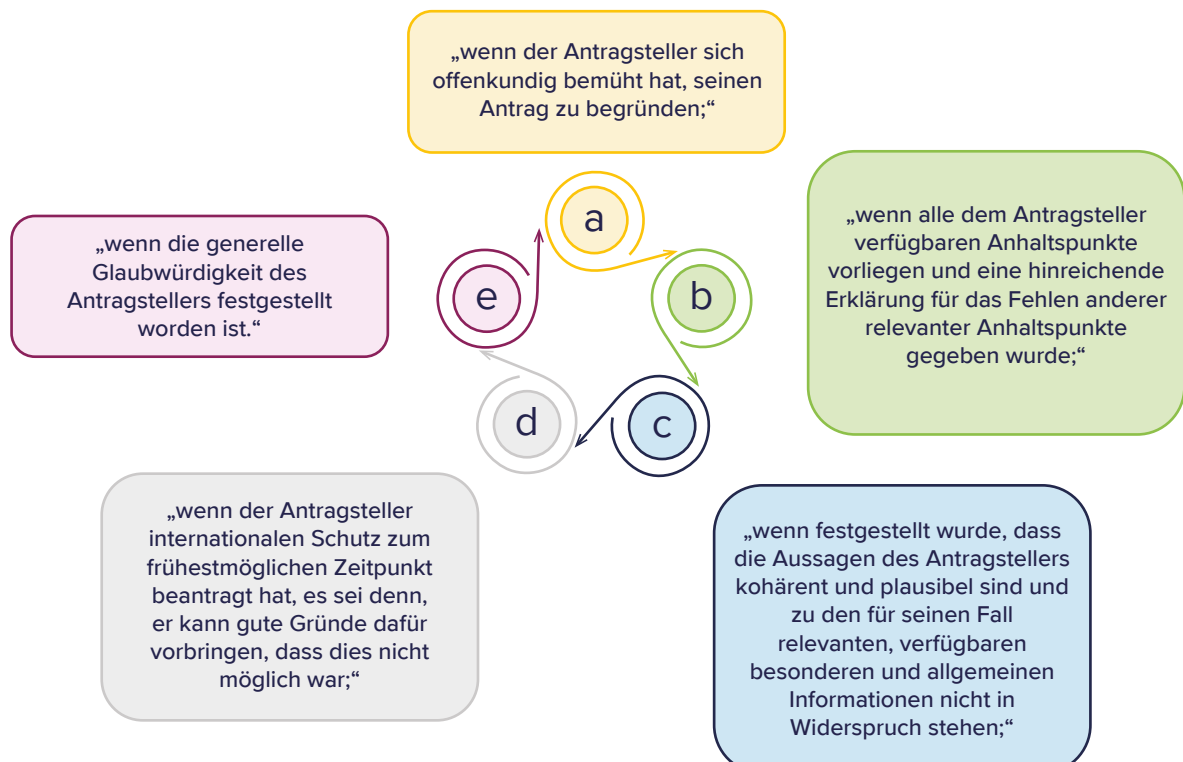 „wenn der Antragsteller sich
offenkundig bemüht hat, seinen
Antrag zu begründen;“
a
„wenn alle dem Antragsteller
verfügbaren Anhaltspunkte
vorliegen und eine hinreichende
Erklärung für das Fehlen anderer
relevanter Anhaltspunkte
gegeben wurde;“
b
„wenn die generelle
Glaubwürdigkeit des
Antragstellers festgestellt
worden ist.“
e
d
c
„wenn der Antragsteller
internationalen Schutz zum
frühestmöglichen Zeitpunkt
beantragt hat, es sei denn,
er kann gute Gründe dafür
vorbringen, dass dies nicht
möglich war;“
„wenn festgestellt wurde, dass
die Aussagen des Antragstellers
kohärent und plausibel sind und
zu den für seinen Fall
relevanten, verfügbaren
besonderen und allgemeinen
Informationen nicht in
Widerspruch stehen;“